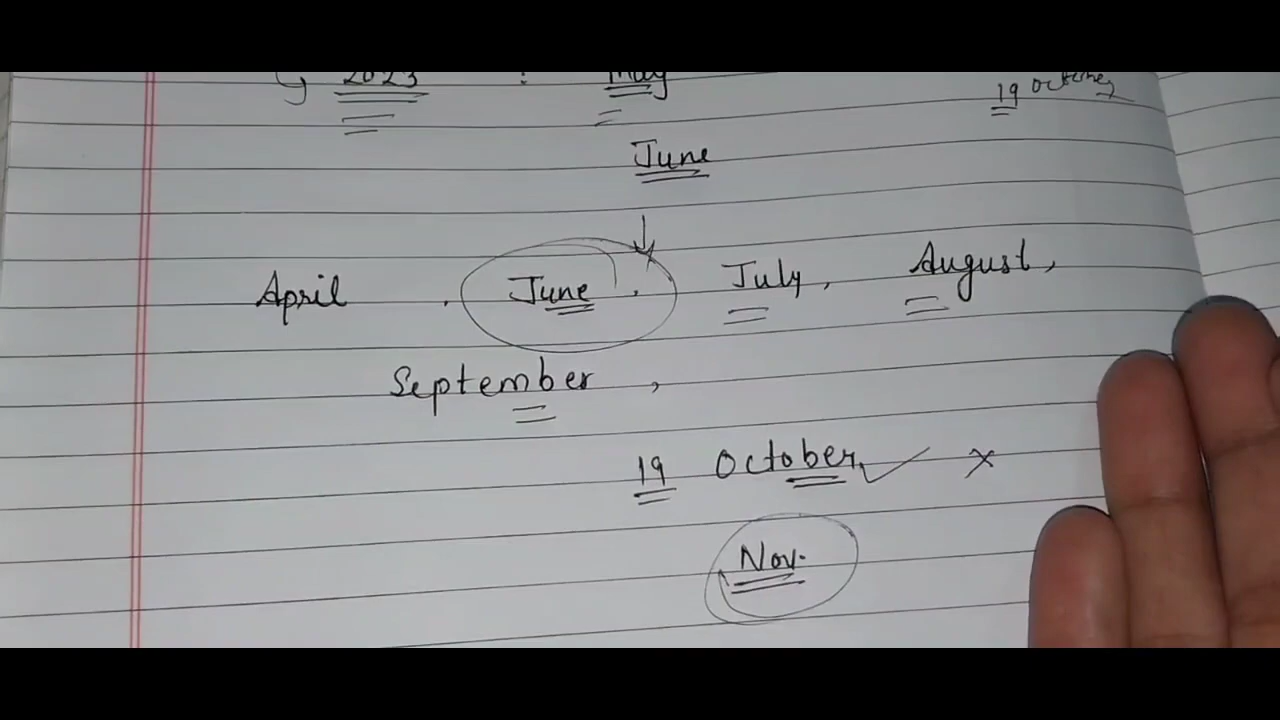 2023 : May
19 October
June
April , June , July , August ,
September ,
19 October
Nov.